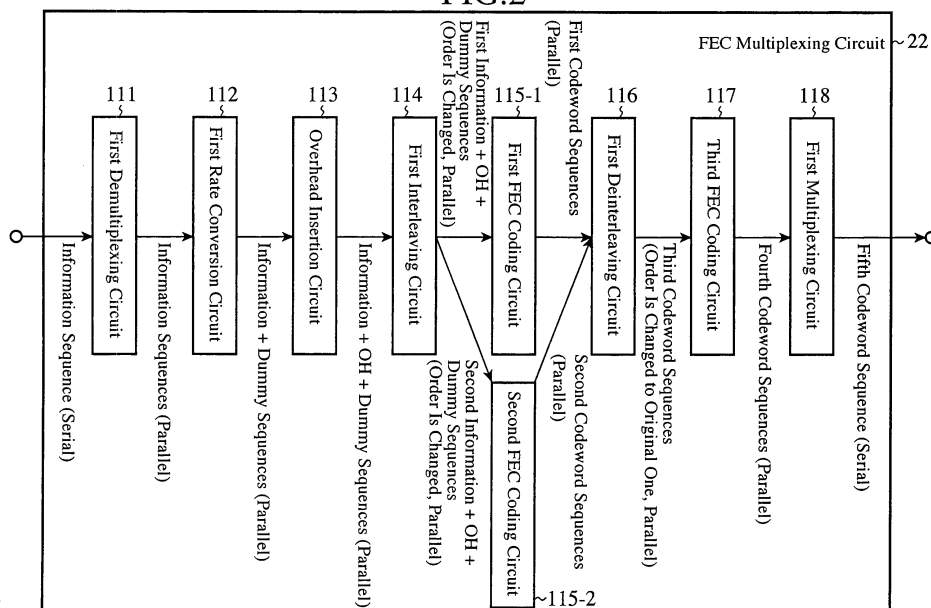 FIG.2
FEC Multiplexing Circuit
22
111
First Demultiplexing Circuit
112
First Rate Conversion Circuit
113
Overhead Insertion Circuit
114
First Interleaving Circuit
115-1
First FEC Coding Circuit
116
First Deinterleaving Circuit
117
Third FEC Coding Circuit
118
First Multiplexing Circuit
Second FEC Coding Circuit
115-2
First Information + OH +
Dummy Sequences
(Order Is Changed, Parallel)
First Codeword Sequences
(Parallel)
Information Sequence (Serial)
Information Sequences (Parallel)
Information + Dummy Sequences (Parallel)
Information + OH + Dummy Sequences (Parallel)
Second Information + OH +
Dummy Sequences
(Order Is Changed, Parallel)
Second Codeword Sequences
(Parallel)
Third Codeword Sequences
(Order Is Changed to Original One, Parallel)
Fourth Codeword Sequences (Parallel)
Fifth Codeword Sequence (Serial)